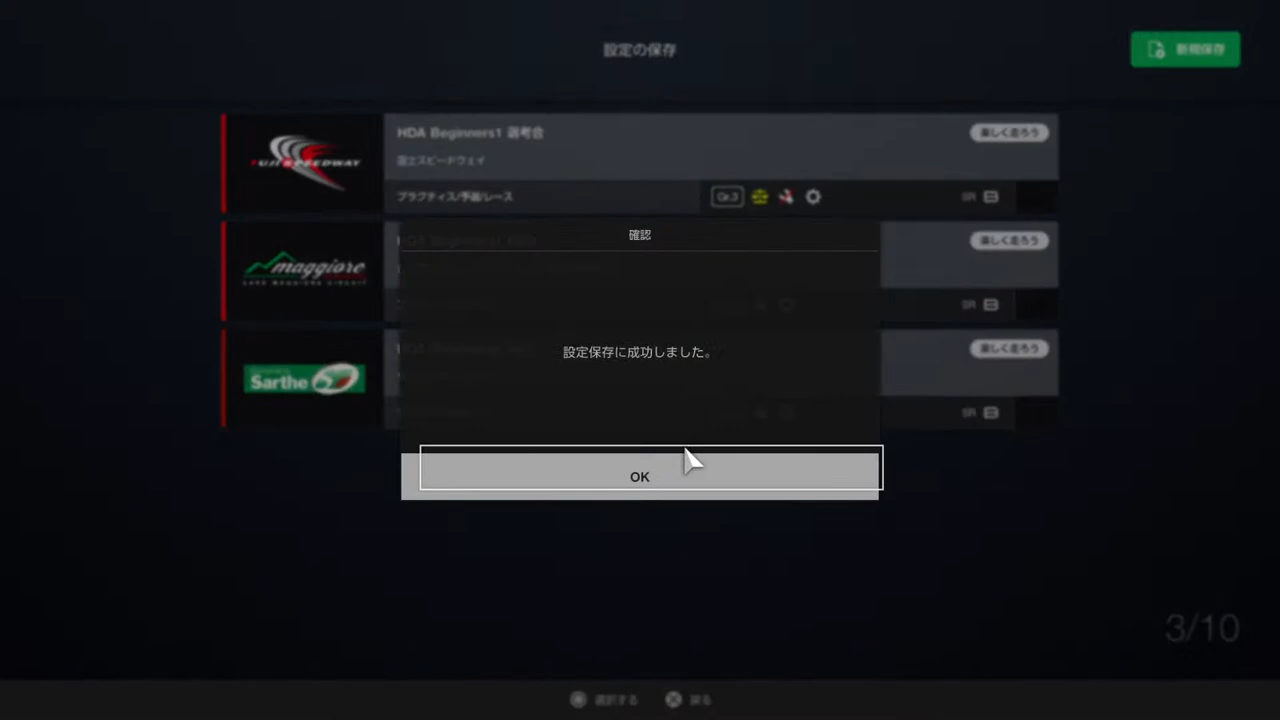 設定の保存
新規保存
FUJI SPEEDWAY
HDA Beginners1 選考会
楽しく走ろう
富士スピードウェイ
プラクティス/予選/レース
Gr.3
SR B
maggiore
LAKE MAGGIORE CIRCUIT
楽しく走ろう
SR B
Sarthe
楽しく走ろう
SR B
確認
設定保存に成功しました。
OK
3/10
選択する
戻る